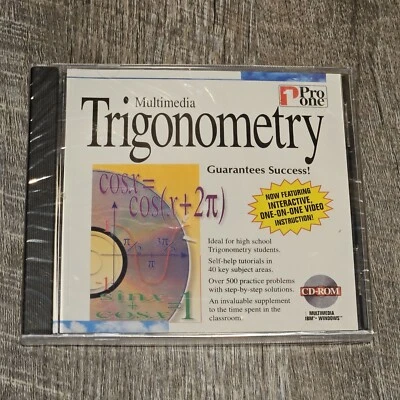 Multimedia
Pro
one
Trigonometry
Guarantees Success!
cosx=
cos(x+2π)
NOW FEATURING
INTERACTIVE,
ONE-ON-ONE VIDEO
INSTRUCTION!
Ideal for high school
Trigonometry students.
Self-help tutorials in
40 key subject areas.
Over 500 practice problems
with step-by-step solutions.
An invaluable supplement
to the time spent in the
classroom.
CD-ROM
MULTIMEDIA
IBM® WINDOWS™